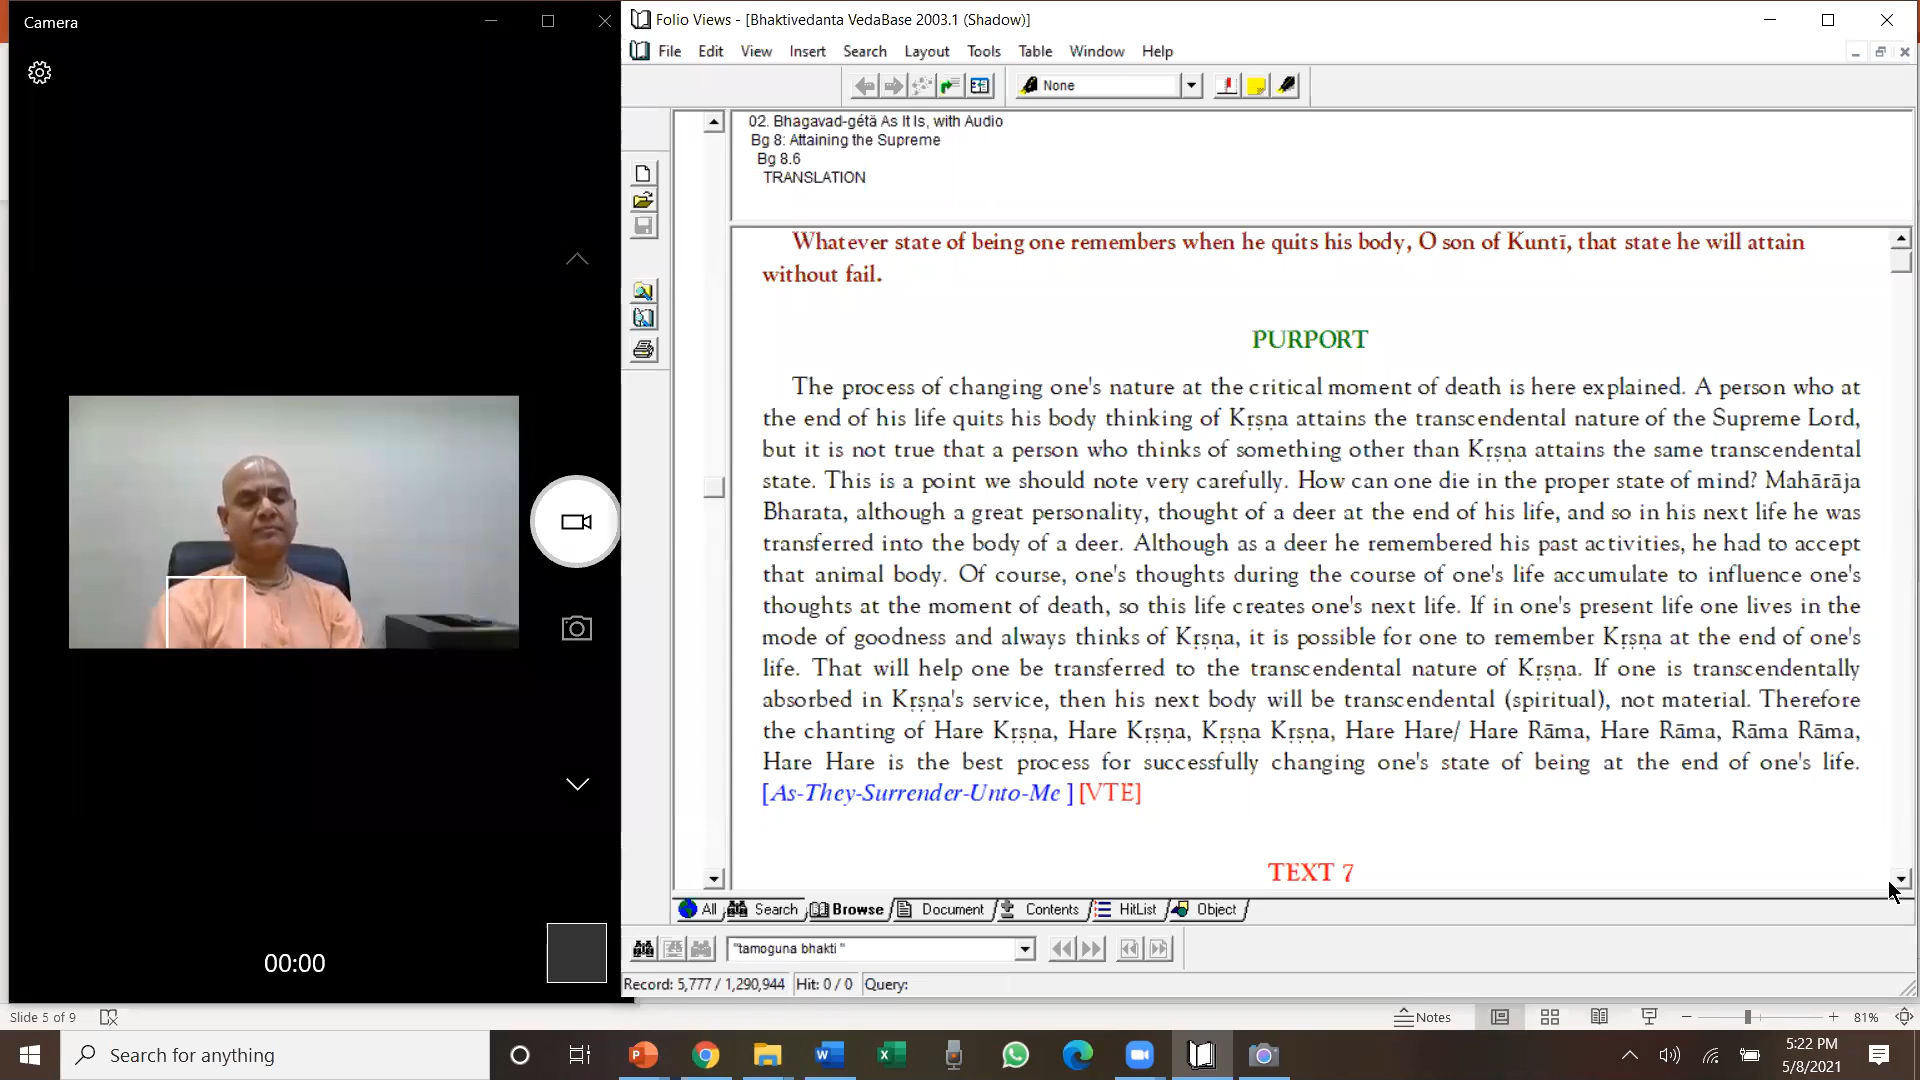 Camera
Folio Views - [Bhaktivedanta VedaBase 2003.1 (Shadow)]
File Edit View Insert Search Layout Tools Table Window Help
None
02. Bhagavad-gétä As It Is, with Audio
Bg 8: Attaining the Supreme
Bg 8.6
TRANSLATION
Whatever state of being one remembers when he quits his body, O son of Kuntī, that state he will attain
without fail.
PURPORT
The process of changing one's nature at the critical moment of death is here explained. A person who at
the end of his life quits his body thinking of Kṛṣṇa attains the transcendental nature of the Supreme Lord,
but it is not true that a person who thinks of something other than Kṛṣṇa attains the same transcendental
state. This is a point we should note very carefully. How can one die in the proper state of mind? Mahārāja
Bharata, although a great personality, thought of a deer at the end of his life, and so in his next life he was
transferred into the body of a deer. Although as a deer he remembered his past activities, he had to accept
that animal body. Of course, one's thoughts during the course of one's life accumulate to influence one's
thoughts at the moment of death, so this life creates one's next life. If in one's present life one lives in the
mode of goodness and always thinks of Kṛṣṇa, it is possible for one to remember Kṛṣṇa at the end of one's
life. That will help one be transferred to the transcendental nature of Kṛṣṇa. If one is transcendentally
absorbed in Kṛṣṇa's service, then his next body will be transcendental (spiritual), not material. Therefore
the chanting of Hare Kṛṣṇa, Hare Kṛṣṇa, Kṛṣṇa Kṛṣṇa, Hare Hare/ Hare Rāma, Hare Rāma, Rāma Rāma,
Hare Hare is the best process for successfully changing one's state of being at the end of one's life.
[As-They-Surrender-Unto-Me ] [VTE]
TEXT 7
All Search Browse Document Contents HitList Object
"tamoguna bhakti "
00:00
Record: 5,777 / 1,290,944 Hit: 0 / 0 Query:
Slide 5 of 9 Notes 81%
Search for anything
5:22 PM
5/8/2021